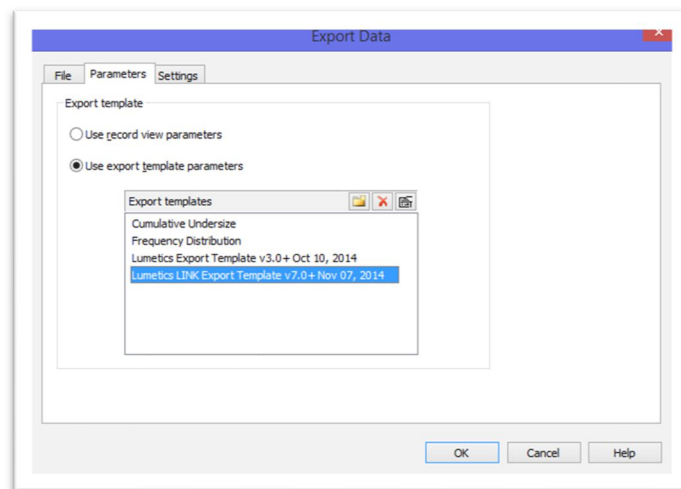 Export Data
File Parameters Settings
Export template
Use record view parameters
Use export template parameters
Export templates
Cumulative Undersize
Frequency Distribution
Lumetics Export Template v3.0+ Oct 10, 2014
Lumetics LINK Export Template v7.0+ Nov 07, 2014
OK Cancel Help